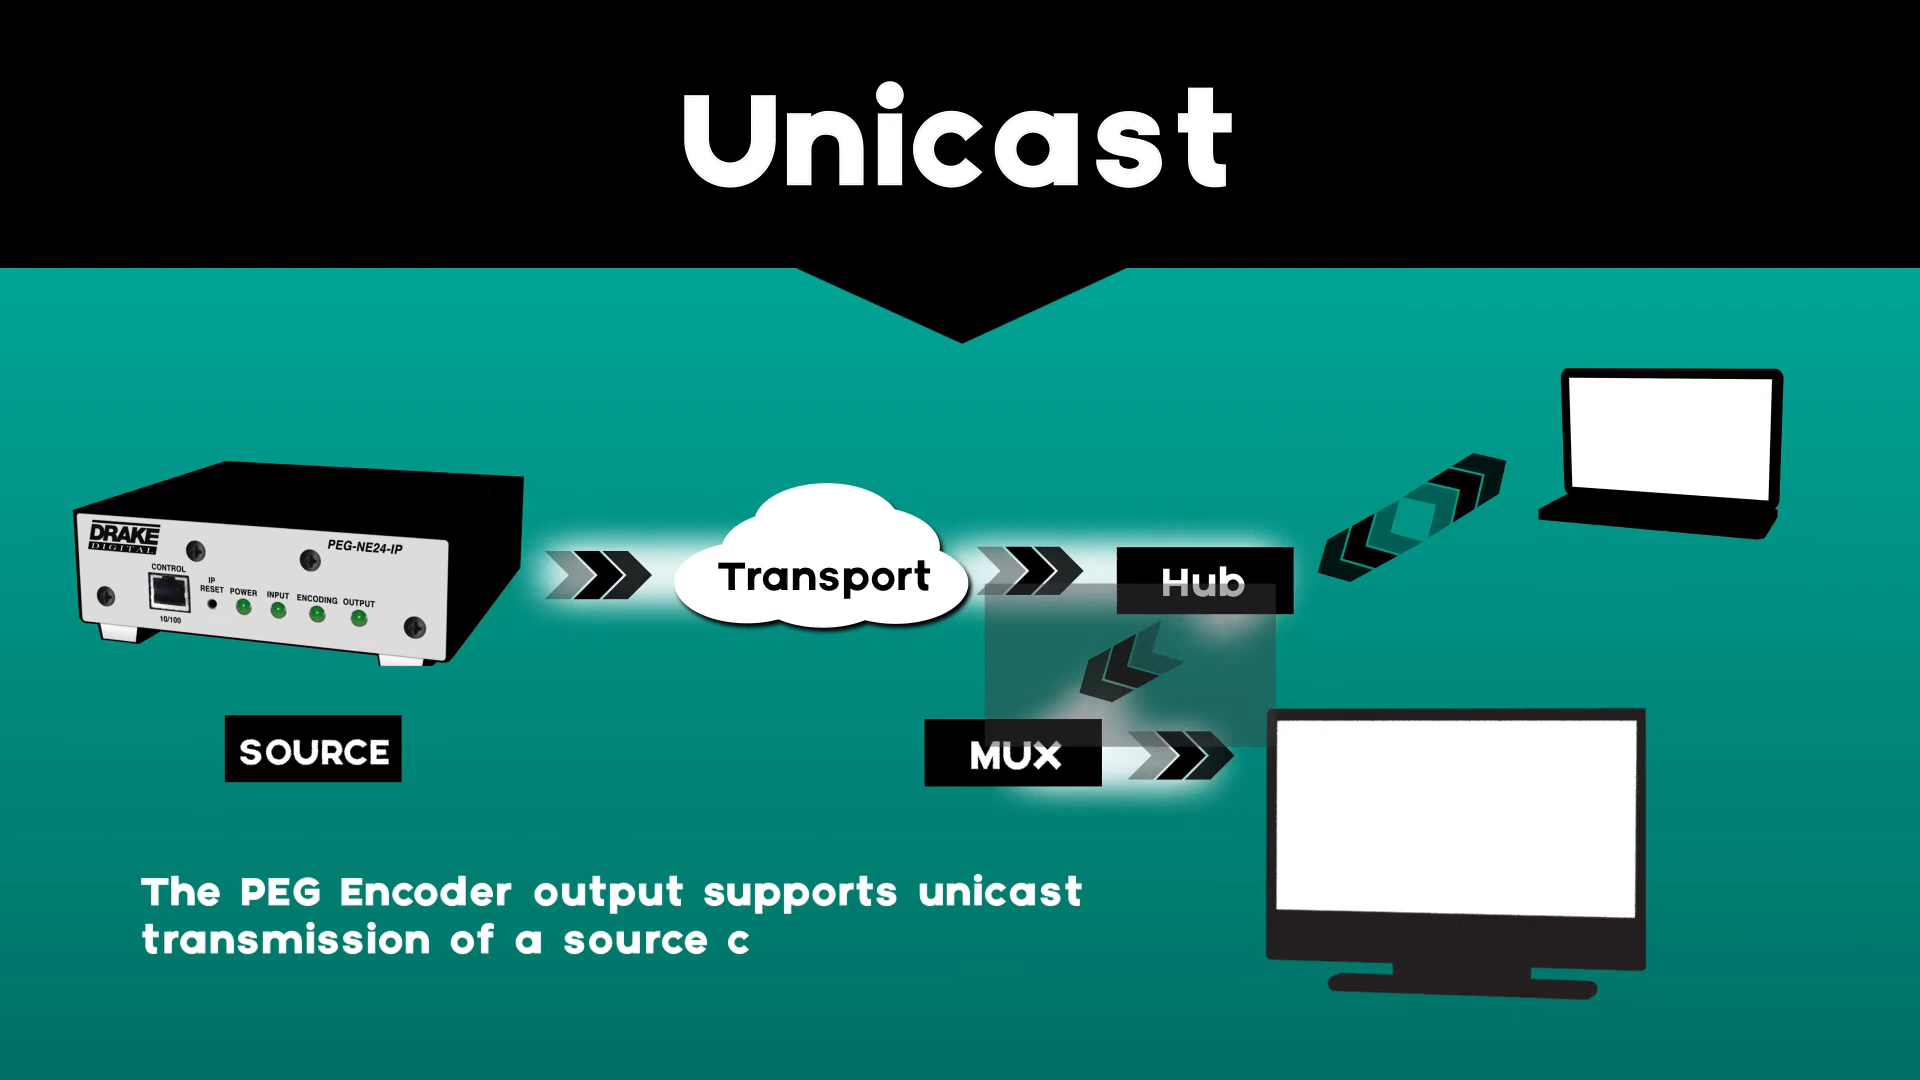 Unicast
DRAKE
DIGITAL
PEG-NE24-IP
CONTROL
IP
RESET
POWER
INPUT
ENCODING
OUTPUT
10/100
Transport
Hub
SOURCE
MUX
The PEG Encoder output supports unicast
transmission of a source c